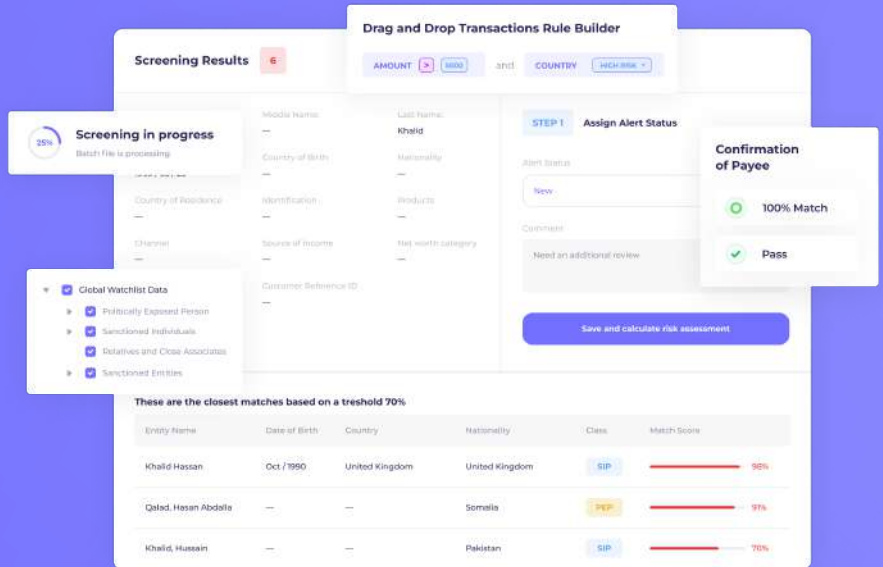 Drag and Drop Transactions Rule Builder
AMOUNT > and COUNTRY HIGH RISK
Screening Results 6
25% Screening in progress
Batch file is processing
Middle Name:
—
Last Name:
Khalid
Country of Birth
—
Nationality
—
Country of Residence
—
Identification
—
Products
—
Channel
—
Source of Income
—
Net worth category
—
Customer Reference ID
—
STEP 1 Assign Alert Status
Alert Status
New
Comment
Need an additional review
Save and calculate risk assessment
Confirmation
of Payee
100% Match
Pass
Global Watchlist Data
Politically Exposed Person
Sanctioned Individuals
Relatives and Close Associates
Sanctioned Entities
These are the closest matches based on a treshold 70%
Entity Name Date of Birth Country Nationality Class Match Score
Khalid Hassan Oct / 1990 United Kingdom United Kingdom SIP 98%
Qalad, Hasan Abdalla — — Somalia PEP 91%
Khalid, Hussain — — Pakistan SIP 70%